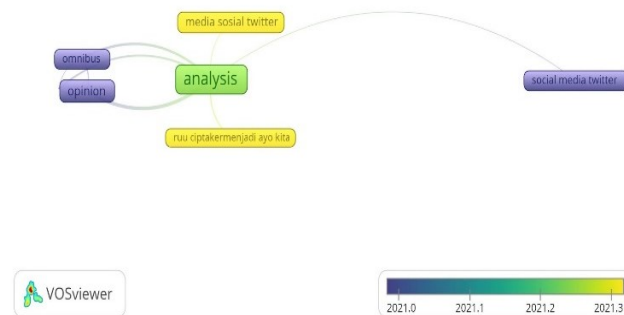 media sosial twitter
omnibus
analysis
social media twitter
opinion
ruu ciptakermenjadi ayo kita
VOSviewer
2021.0 2021.1 2021.2 2021.3